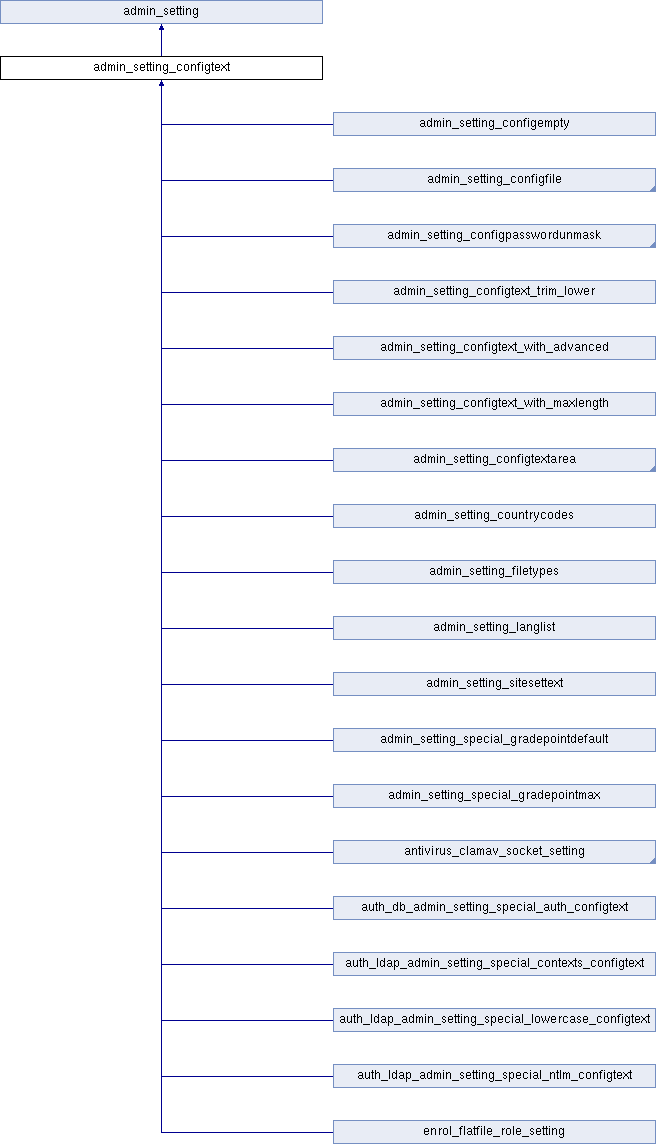 admin_setting
admin_setting_configtext
admin_setting_configempty
admin_setting_configfile
admin_setting_configpasswordunmask
admin_setting_configtext_trim_lower
admin_setting_configtext_with_advanced
admin_setting_configtext_with_maxlength
admin_setting_configtextarea
admin_setting_countrycodes
admin_setting_filetypes
admin_setting_langlist
admin_setting_sitesettext
admin_setting_special_gradepointdefault
admin_setting_special_gradepointmax
antivirus_clamav_socket_setting
auth_db_admin_setting_special_auth_configtext
auth_ldap_admin_setting_special_contexts_configtext
auth_ldap_admin_setting_special_lowercase_configtext
auth_ldap_admin_setting_special_ntlm_configtext
enrol_flatfile_role_setting